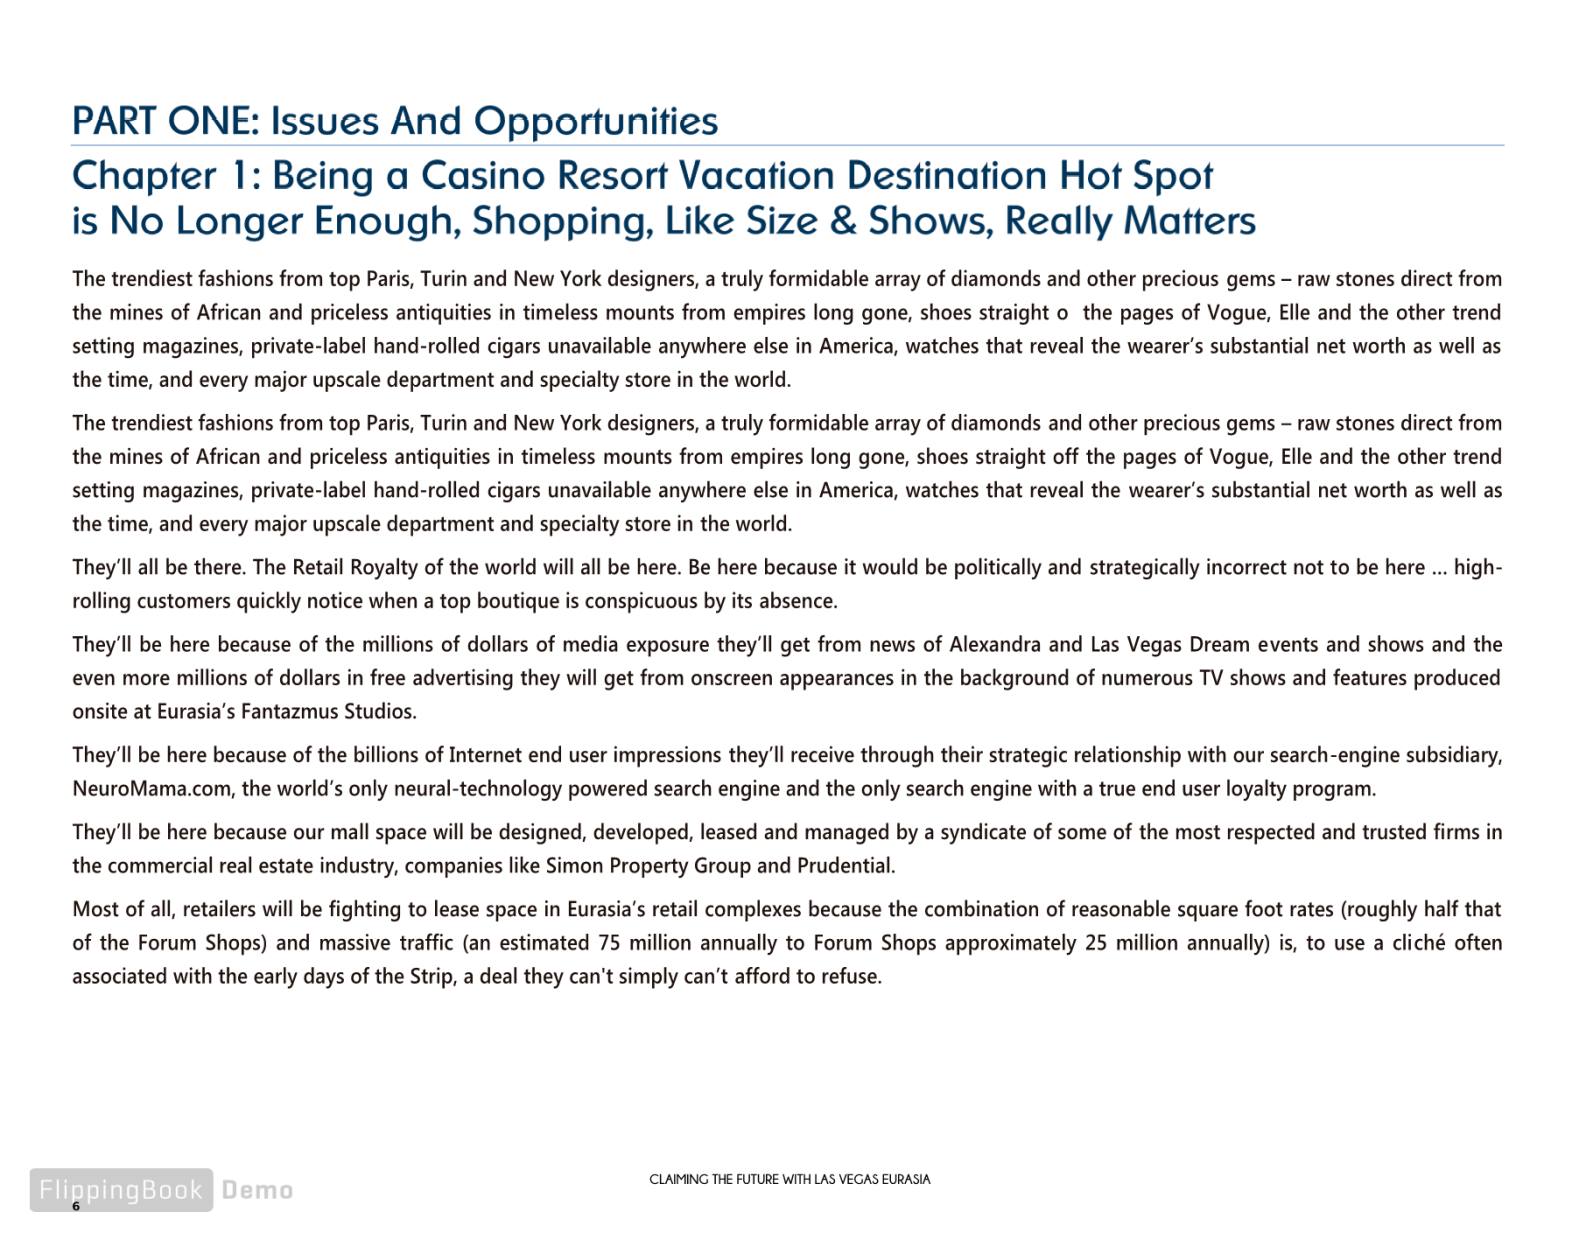 PART ONE: Issues And Opportunities
Chapter 1: Being a Casino Resort Vacation Destination Hot Spot
is No Longer Enough, Shopping, Like Size & Shows, Really Matters
The trendiest fashions from top Paris, Turin and New York designers, a truly formidable array of diamonds and other precious gems – raw stones direct from
the mines of African and priceless antiquities in timeless mounts from empires long gone, shoes straight o the pages of Vogue, Elle and the other trend
setting magazines, private-label hand-rolled cigars unavailable anywhere else in America, watches that reveal the wearer’s substantial net worth as well as
the time, and every major upscale department and specialty store in the world.
The trendiest fashions from top Paris, Turin and New York designers, a truly formidable array of diamonds and other precious gems – raw stones direct from
the mines of African and priceless antiquities in timeless mounts from empires long gone, shoes straight off the pages of Vogue, Elle and the other trend
setting magazines, private-label hand-rolled cigars unavailable anywhere else in America, watches that reveal the wearer’s substantial net worth as well as
the time, and every major upscale department and specialty store in the world.
They’ll all be there. The Retail Royalty of the world will all be here. Be here because it would be politically and strategically incorrect not to be here ... high-
rolling customers quickly notice when a top boutique is conspicuous by its absence.
They’ll be here because of the millions of dollars of media exposure they’ll get from news of Alexandra and Las Vegas Dream events and shows and the
even more millions of dollars in free advertising they will get from onscreen appearances in the background of numerous TV shows and features produced
onsite at Eurasia’s Fantazmus Studios.
They’ll be here because of the billions of Internet end user impressions they’ll receive through their strategic relationship with our search-engine subsidiary,
NeuroMama.com, the world’s only neural-technology powered search engine and the only search engine with a true end user loyalty program.
They’ll be here because our mall space will be designed, developed, leased and managed by a syndicate of some of the most respected and trusted firms in
the commercial real estate industry, companies like Simon Property Group and Prudential.
Most of all, retailers will be fighting to lease space in Eurasia’s retail complexes because the combination of reasonable square foot rates (roughly half that
of the Forum Shops) and massive traffic (an estimated 75 million annually to Forum Shops approximately 25 million annually) is, to use a cliché often
associated with the early days of the Strip, a deal they can't simply can’t afford to refuse.
CLAIMING THE FUTURE WITH LAS VEGAS EURASIA
FlippingBook Demo
6